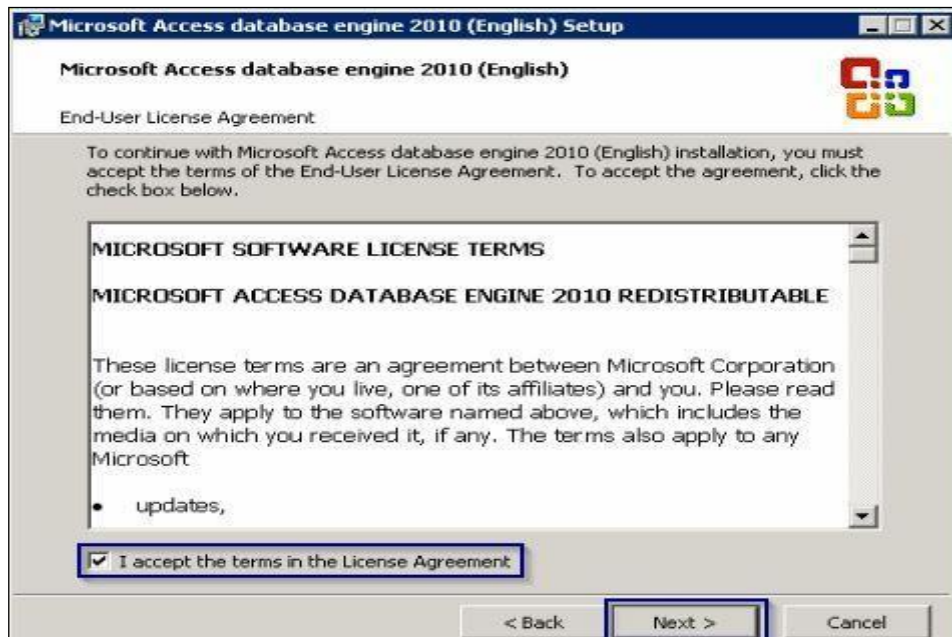 Microsoft Access database engine 2010 (English) Setup
Microsoft Access database engine 2010 (English)
End-User License Agreement
To continue with Microsoft Access database engine 2010 (English) installation, you must
accept the terms of the End-User License Agreement. To accept the agreement, click the
check box below.
MICROSOFT SOFTWARE LICENSE TERMS
MICROSOFT ACCESS DATABASE ENGINE 2010 REDISTRIBUTABLE
These license terms are an agreement between Microsoft Corporation
(or based on where you live, one of its affiliates) and you. Please read
them. They apply to the software named above, which includes the
media on which you received it, if any. The terms also apply to any
Microsoft
• updates,
I accept the terms in the License Agreement
< Back Next > Cancel